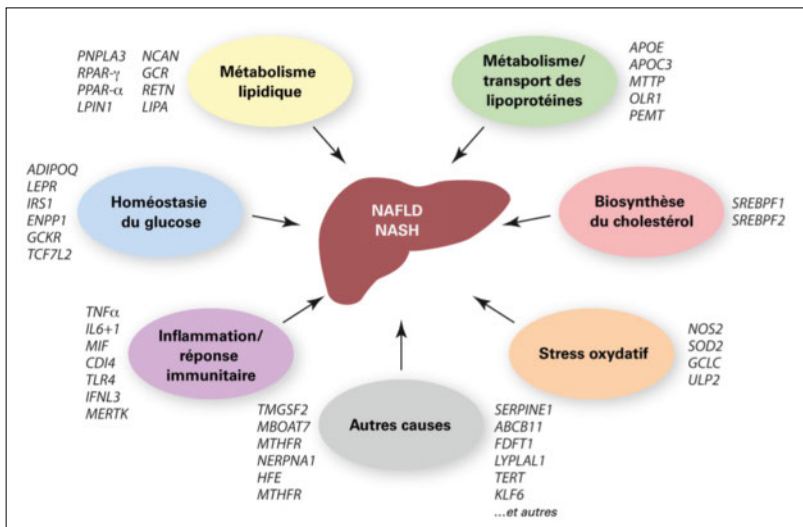 PNPLA3 NCAN
RPAR-γ GCR
PPAR-α RETN
LPIN1 LIPA
Métabolisme
lipidique
Métabolisme/
transport des
lipoprotéines
APOE
APOC3
MTTP
OLR1
PEMT
ADIPOQ
LEPR
IRS1
ENPP1
GCKR
TCF7L2
Homéostasie
du glucose
NAFLD
NASH
Biosynthèse
du cholestérol
SREBPF1
SREBPF2
TNFα
IL6+1
MIF
CDI4
TLR4
IFNL3
MERTK
Inflammation/
réponse
immunitaire
Stress oxydatif
NOS2
SOD2
GCLC
ULP2
TMGSF2
MBOAT7
MTHFR
NERPNA1
HFE
MTHFR
Autres causes
SERPINE1
ABCB11
FDFT1
LYPLAL1
TERT
KLF6
...et autres